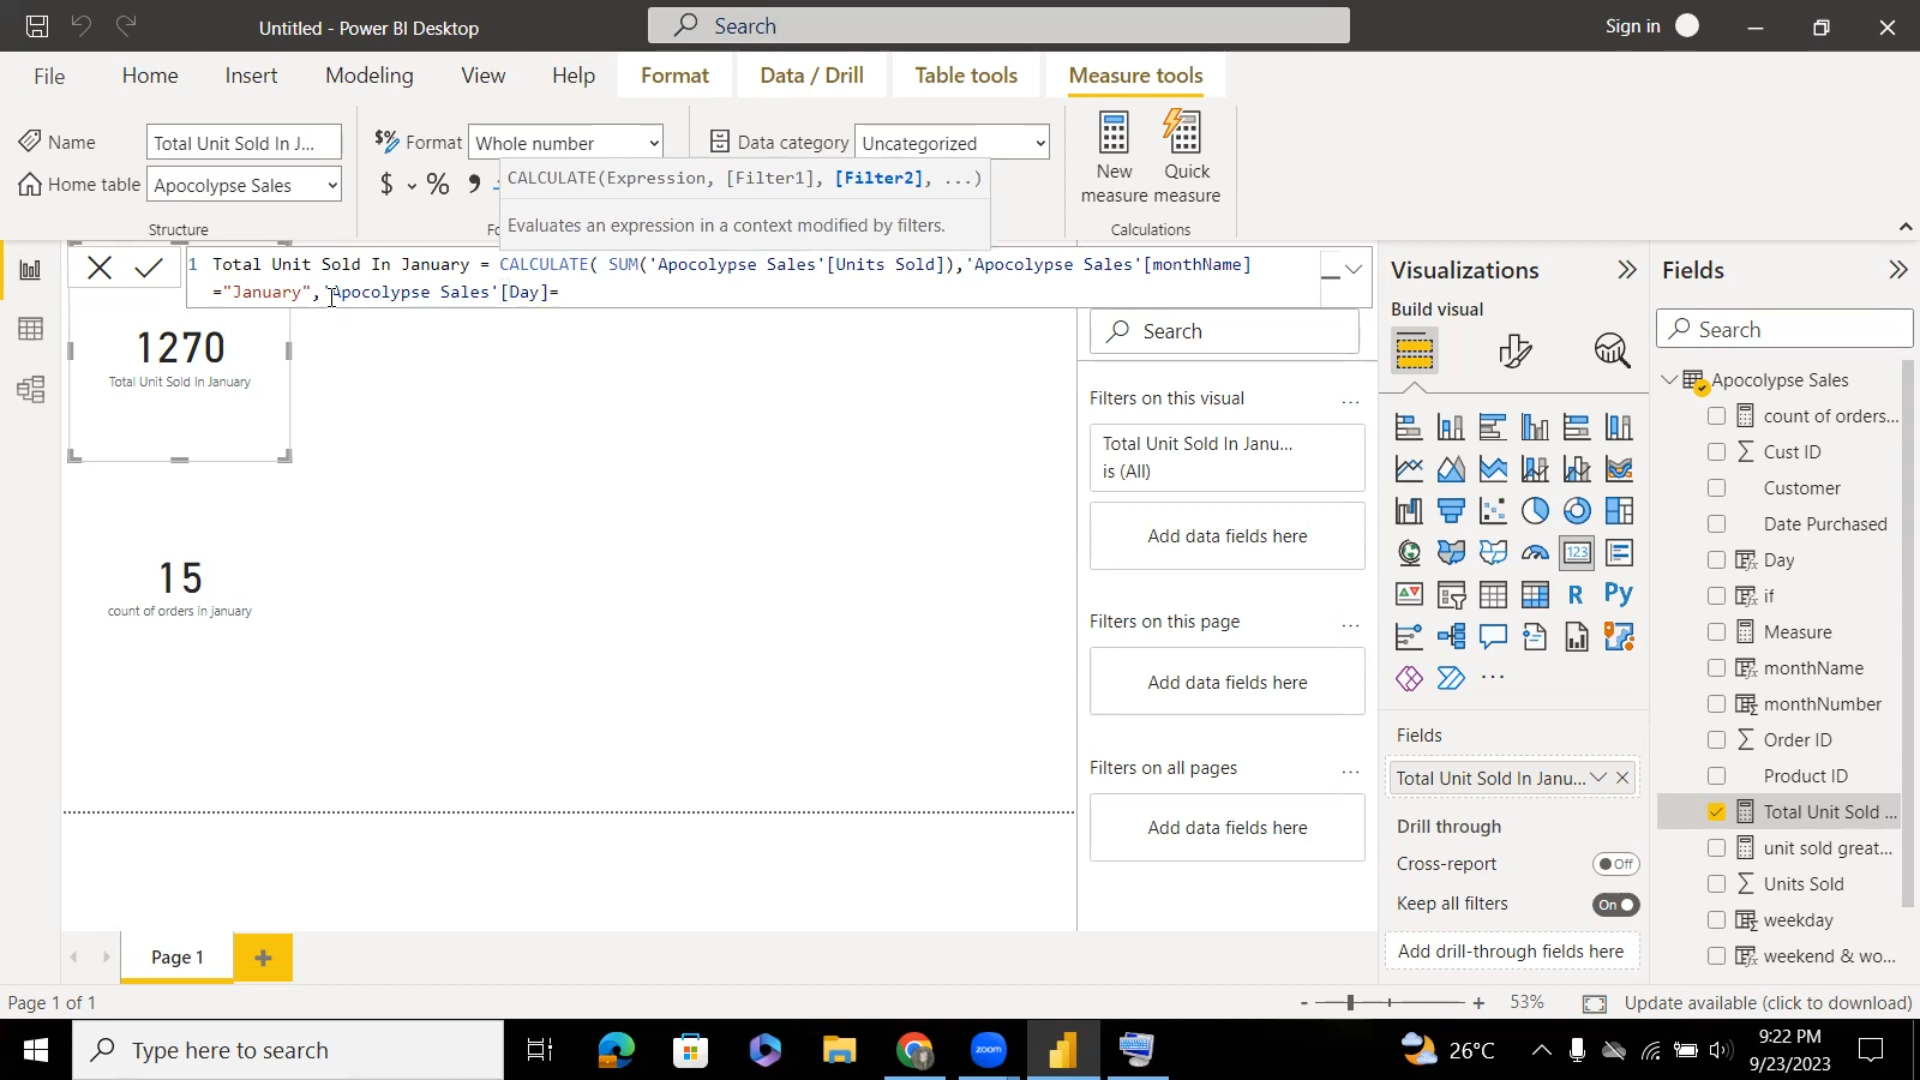 Untitled - Power BI Desktop
Search
Sign in
File
Home
Insert
Modeling
View
Help
Format
Data / Drill
Table tools
Measure tools
Name
Total Unit Sold In J...
Format
Whole number
Data category
Uncategorized
Home table
Apocolypse Sales
$
%
CALCULATE(Expression, [Filter1], [Filter2], ...)
Evaluates an expression in a context modified by filters.
New
measure
Quick
measure
Structure
Fo
Calculations
1 Total Unit Sold In January = CALCULATE( SUM('Apocolypse Sales'[Units Sold]),'Apocolypse Sales'[monthName]
="January",'Apocolypse Sales'[Day]=
1270
Total Unit Sold In January
15
count of orders in january
Search
Filters on this visual
...
Total Unit Sold In Janu...
is (All)
Add data fields here
Filters on this page
...
Add data fields here
Filters on all pages
...
Add data fields here
Visualizations
Build visual
123
R
Py
...
Fields
Total Unit Sold In Janu...
Drill through
Cross-report
Off
Keep all filters
On
Add drill-through fields here
Fields
Search
Apocolypse Sales
count of orders...
Cust ID
Customer
Date Purchased
Day
if
Measure
monthName
monthNumber
Order ID
Product ID
Total Unit Sold ...
unit sold great...
Units Sold
weekday
weekend & wo...
Page 1
+
Page 1 of 1
-
+
53%
Update available (click to download)
Type here to search
zoom
26°C
9:22 PM
9/23/2023